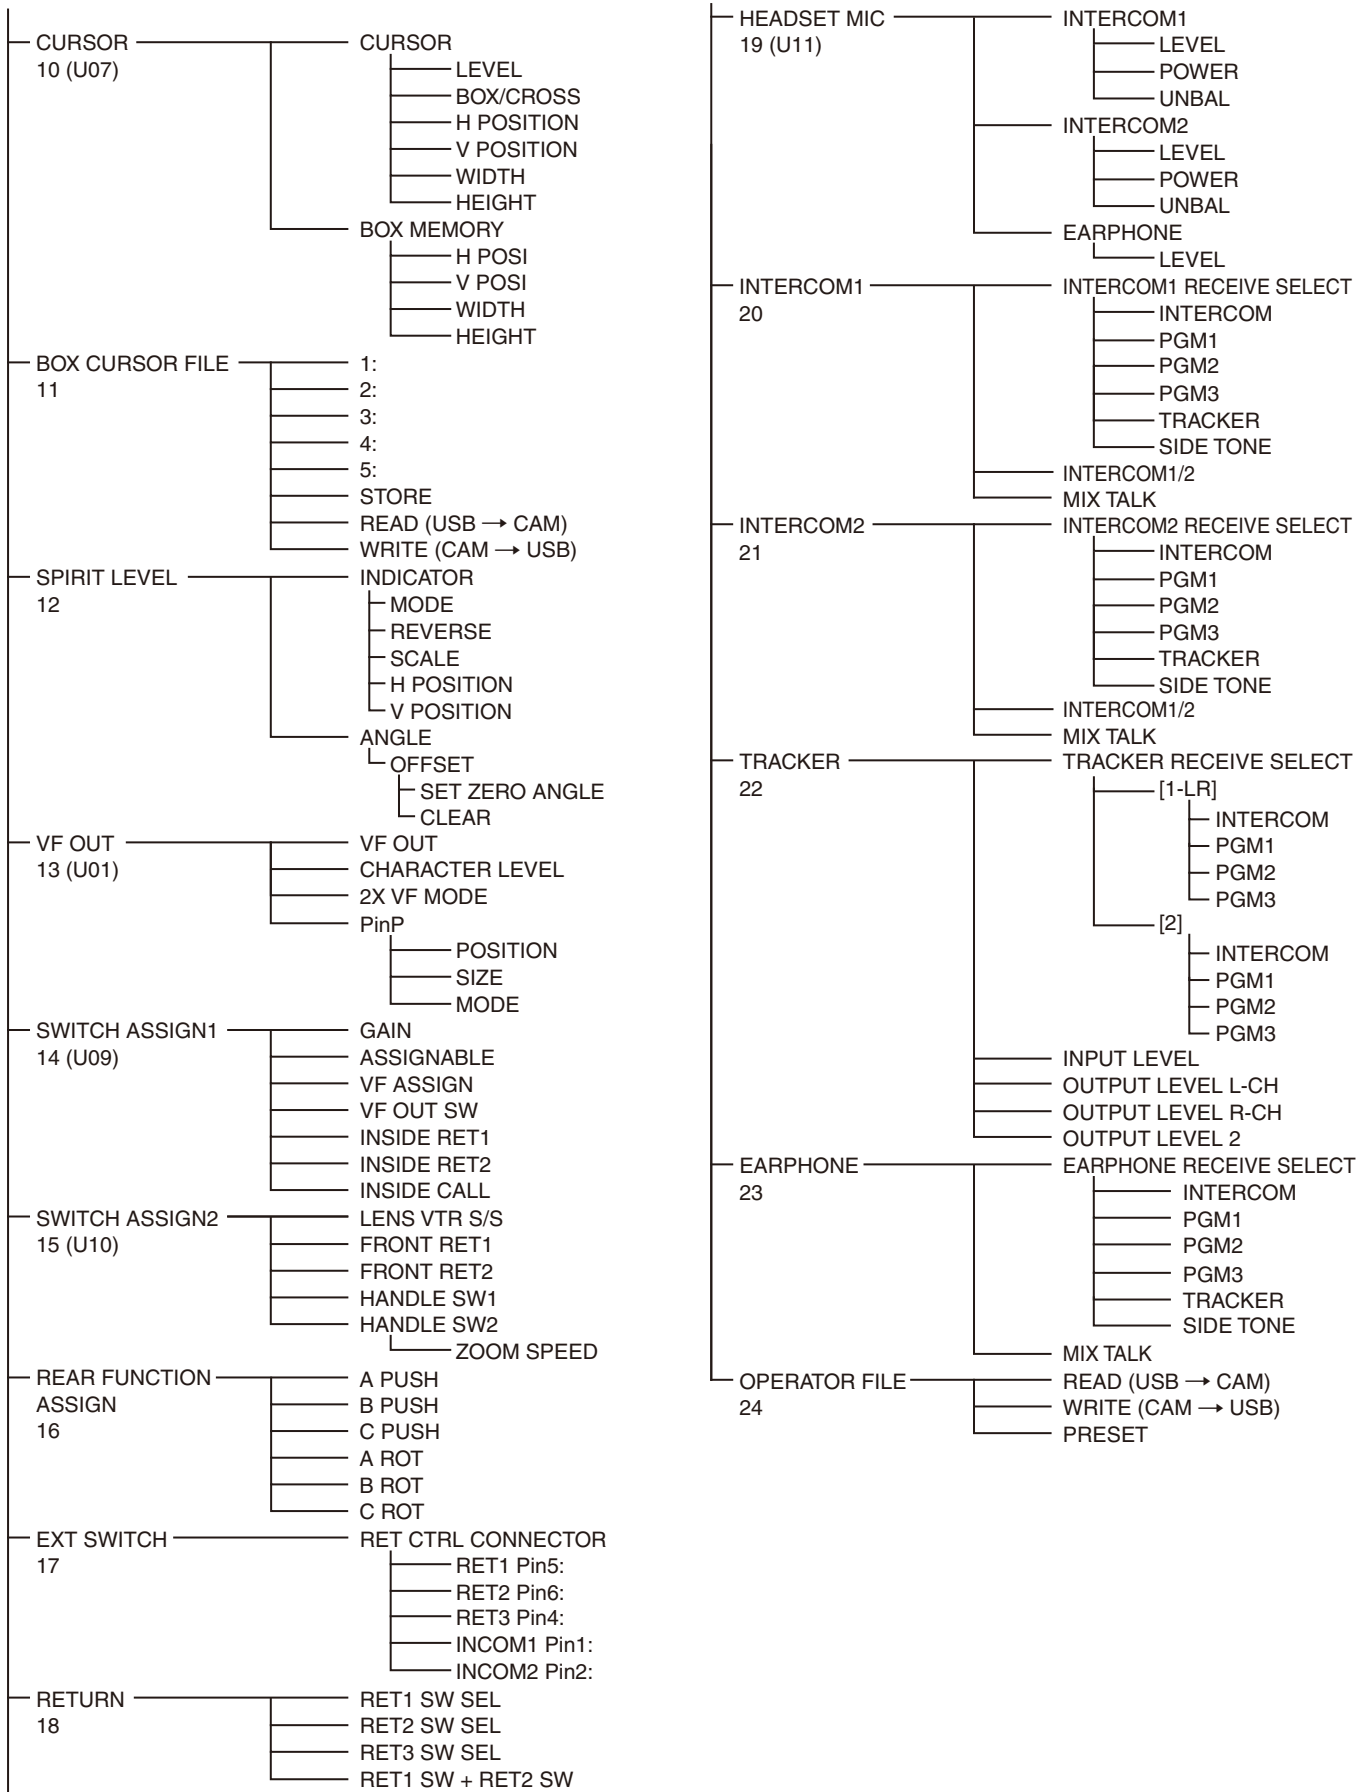 CURSOR
10 (U07)
CURSOR
LEVEL
BOX/CROSS
H POSITION
V POSITION
WIDTH
HEIGHT
BOX MEMORY
H POSI
V POSI
WIDTH
HEIGHT
BOX CURSOR FILE
11
1:
2:
3:
4:
5:
STORE
READ (USB → CAM)
WRITE (CAM → USB)
SPIRIT LEVEL
12
INDICATOR
MODE
REVERSE
SCALE
H POSITION
V POSITION
ANGLE
OFFSET
SET ZERO ANGLE
CLEAR
VF OUT
13 (U01)
VF OUT
CHARACTER LEVEL
2X VF MODE
PinP
POSITION
SIZE
MODE
SWITCH ASSIGN1
14 (U09)
GAIN
ASSIGNABLE
VF ASSIGN
VF OUT SW
INSIDE RET1
INSIDE RET2
INSIDE CALL
SWITCH ASSIGN2
15 (U10)
LENS VTR S/S
FRONT RET1
FRONT RET2
HANDLE SW1
HANDLE SW2
ZOOM SPEED
REAR FUNCTION
ASSIGN
16
A PUSH
B PUSH
C PUSH
A ROT
B ROT
C ROT
EXT SWITCH
17
RET CTRL CONNECTOR
RET1 Pin5:
RET2 Pin6:
RET3 Pin4:
INCOM1 Pin1:
INCOM2 Pin2:
RETURN
18
RET1 SW SEL
RET2 SW SEL
RET3 SW SEL
RET1 SW + RET2 SW
HEADSET MIC
19 (U11)
INTERCOM1
LEVEL
POWER
UNBAL
INTERCOM2
LEVEL
POWER
UNBAL
EARPHONE
LEVEL
INTERCOM1
20
INTERCOM1 RECEIVE SELECT
INTERCOM
PGM1
PGM2
PGM3
TRACKER
SIDE TONE
INTERCOM1/2
MIX TALK
INTERCOM2
21
INTERCOM2 RECEIVE SELECT
INTERCOM
PGM1
PGM2
PGM3
TRACKER
SIDE TONE
INTERCOM1/2
MIX TALK
TRACKER
22
TRACKER RECEIVE SELECT
[1-LR]
INTERCOM
PGM1
PGM2
PGM3
[2]
INTERCOM
PGM1
PGM2
PGM3
INPUT LEVEL
OUTPUT LEVEL L-CH
OUTPUT LEVEL R-CH
OUTPUT LEVEL 2
EARPHONE
23
EARPHONE RECEIVE SELECT
INTERCOM
PGM1
PGM2
PGM3
TRACKER
SIDE TONE
MIX TALK
OPERATOR FILE
24
READ (USB → CAM)
WRITE (CAM → USB)
PRESET